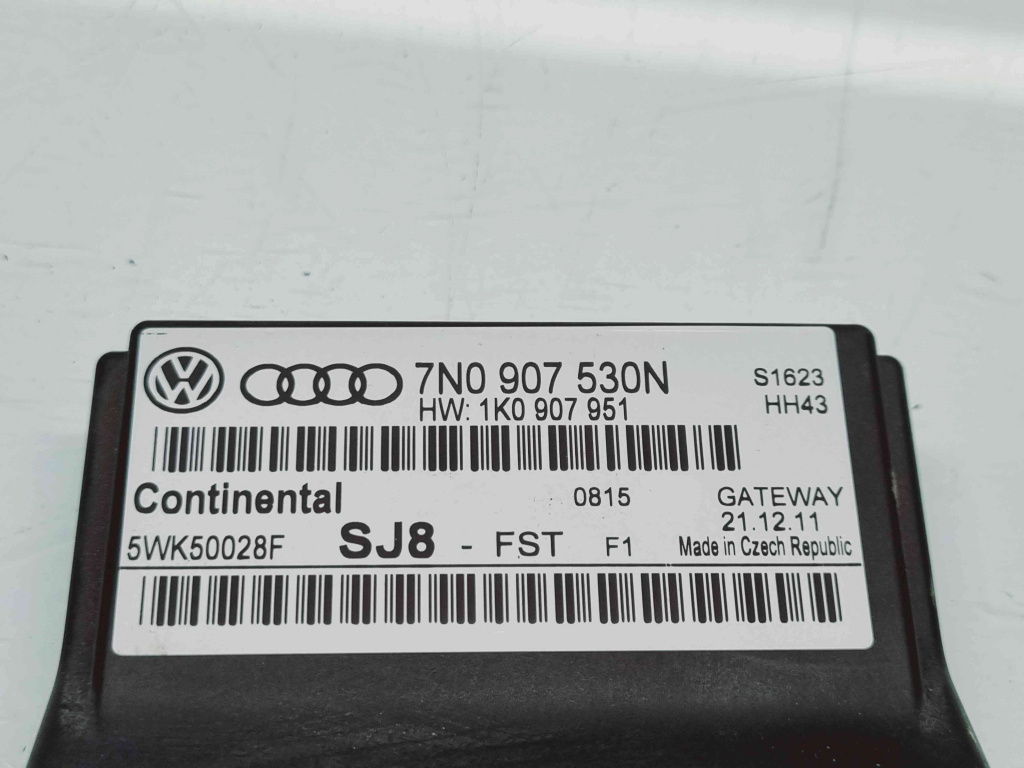 7N0 907 530N S1623
HW: 1K0 907 951 HH43
Continental 0815 GATEWAY
21.12.11
5WK50028F SJ8 - FST F1 Made in Czech Republic